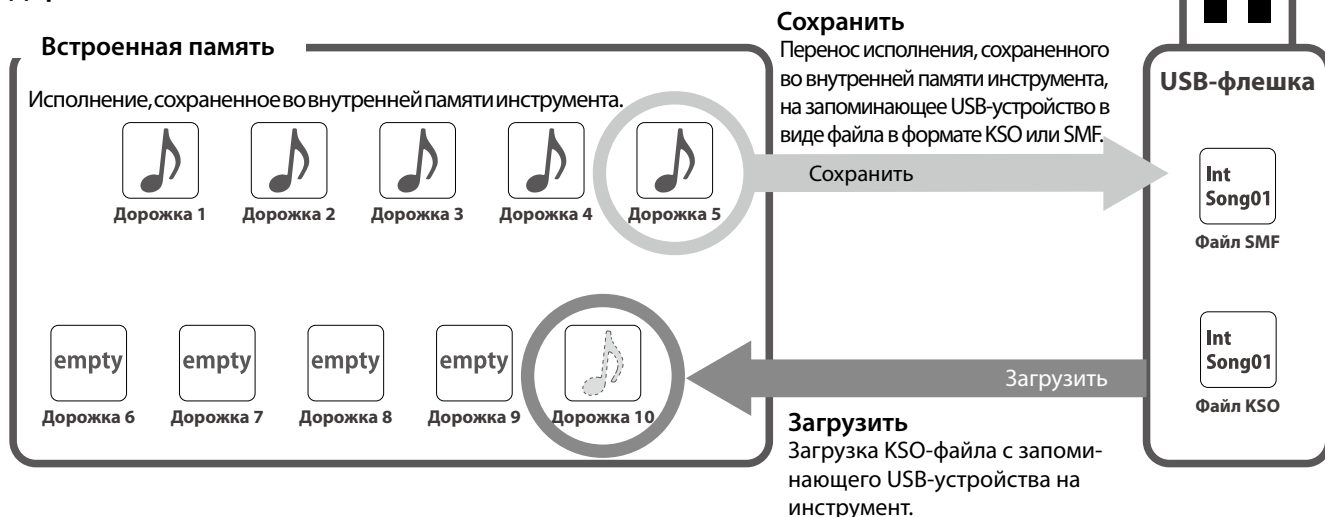 Встроенная память
Исполнение, сохраненное во внутренней памяти инструмента.
Дорожка 1
Дорожка 2
Дорожка 3
Дорожка 4
Дорожка 5
empty
empty
empty
empty
Дорожка 6
Дорожка 7
Дорожка 8
Дорожка 9
Дорожка 10
Сохранить
Перенос исполнения, сохраненного
во внутренней памяти инструмента,
на запоминающее USB-устройство в
виде файла в формате KSO или SMF.
Сохранить
Загрузить
Загрузить
Загрузка KSO-файла с запоми-
нающего USB-устройства на
инструмент.
USB-флешка
Int
Song01
Файл SMF
Int
Song01
Файл KSO